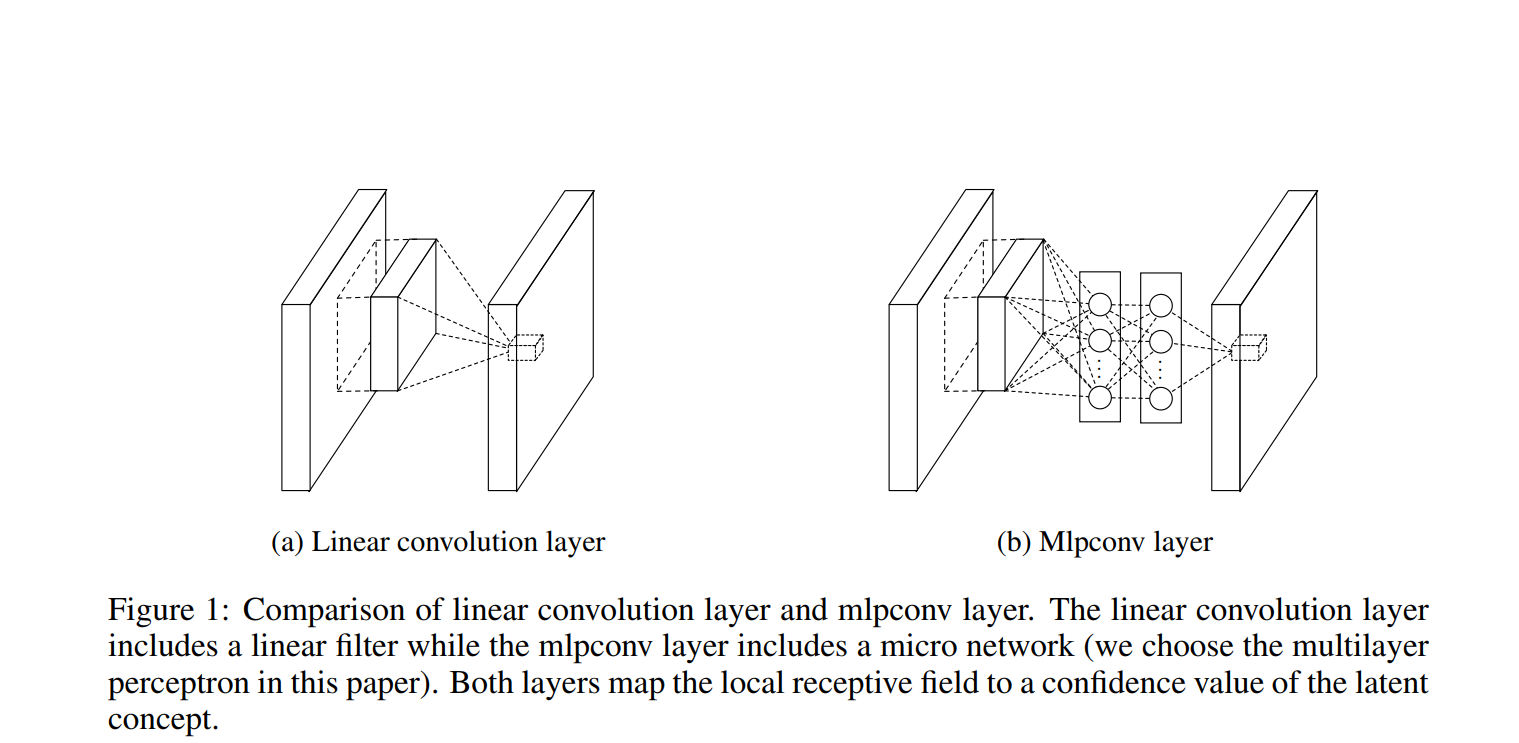 (a) Linear convolution layer
(b) Mlpconv layer
Figure 1: Comparison of linear convolution layer and mlpconv layer. The linear convolution layer
includes a linear filter while the mlpconv layer includes a micro network (we choose the multilayer
perceptron in this paper). Both layers map the local receptive field to a confidence value of the latent
concept.